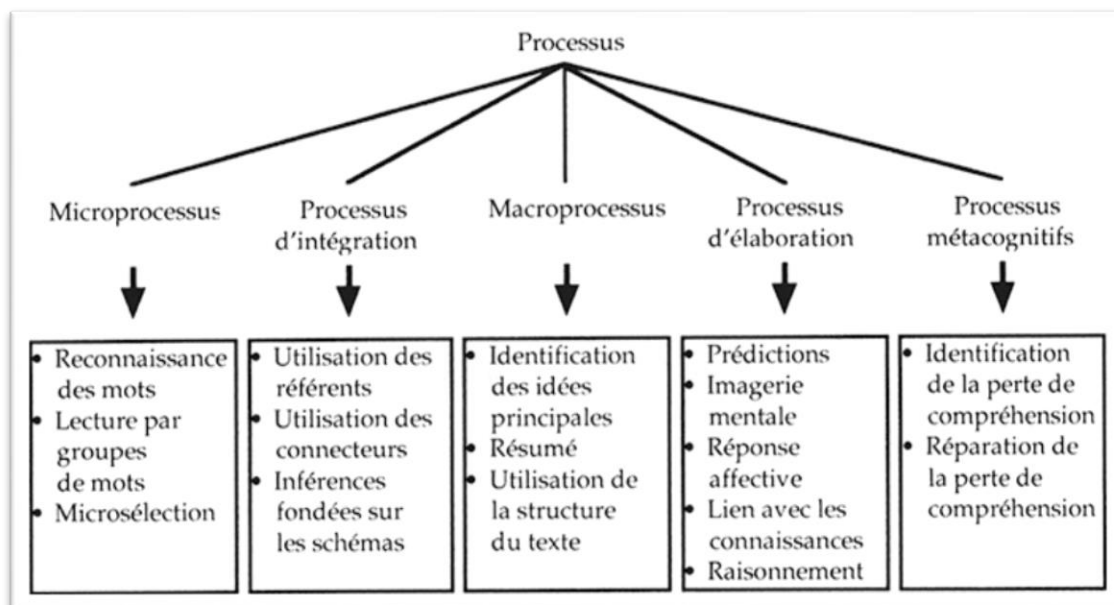 Processus
Microprocessus
Processus
d'intégration
Macroprocessus
Processus
d'élaboration
Processus
métacognitifs
• Reconnaissance
des mots
• Lecture par
groupes
de mots
• Microsélection
• Utilisation des
référents
• Utilisation des
connecteurs
• Inférences
fondées sur
les schémas
• Identification
des idées
principales
• Résumé
• Utilisation de
la structure
du texte
• Prédictions
• Imagerie
mentale
• Réponse
affective
• Lien avec les
connaissances
• Raisonnement
• Identification
de la perte de
compréhension
• Réparation de
la perte de
compréhension